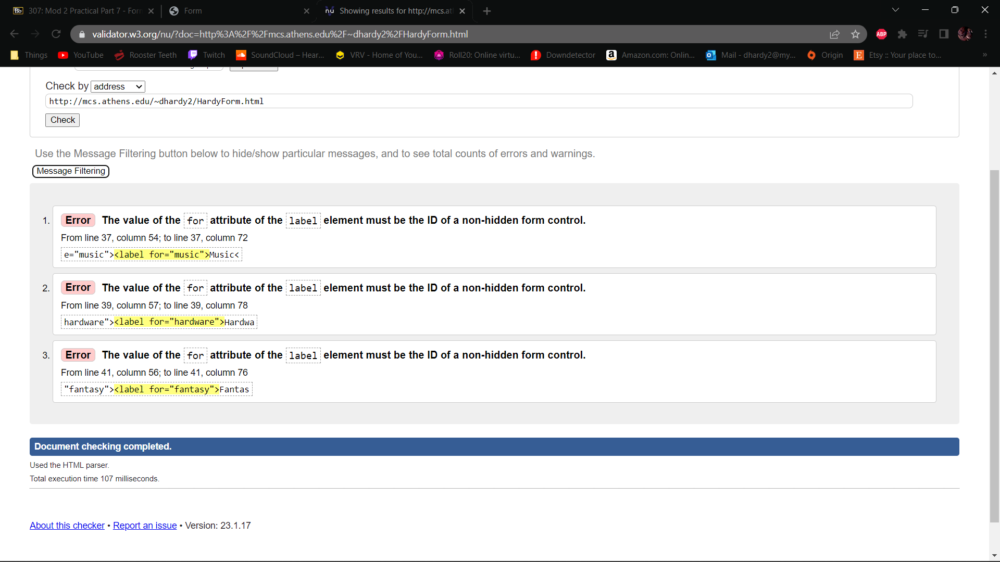 307: Mod 2 Practical Part 7 - Forn
Form
Showing results for http://mcs.at
validator.w3.org/nu/?doc=http%3A%2F%2Fmcs.athens.edu%2F~dhardy2%2FHardyForm.html
ABP
Things
YouTube
Rooster Teeth
Twitch
SoundCloud – Hear...
VRV - Home of You...
Roll20: Online virtu...
Downdetector
Amazon.com: Onlin...
Mail - dhardy2@my...
Origin
Etsy :: Your place to...
»
Check by address
http://mcs.athens.edu/~dhardy2/HardyForm.html
Check
Use the Message Filtering button below to hide/show particular messages, and to see total counts of errors and warnings.
Message Filtering
1. Error The value of the for attribute of the label element must be the ID of a non-hidden form control.
From line 37, column 54; to line 37, column 72
e="music"><label for="music">Music<
2. Error The value of the for attribute of the label element must be the ID of a non-hidden form control.
From line 39, column 57; to line 39, column 78
hardware"><label for="hardware">Hardwa
3. Error The value of the for attribute of the label element must be the ID of a non-hidden form control.
From line 41, column 56; to line 41, column 76
"fantasy"><label for="fantasy">Fantas
Document checking completed.
Used the HTML parser.
Total execution time 107 milliseconds.
About this checker • Report an issue • Version: 23.1.17